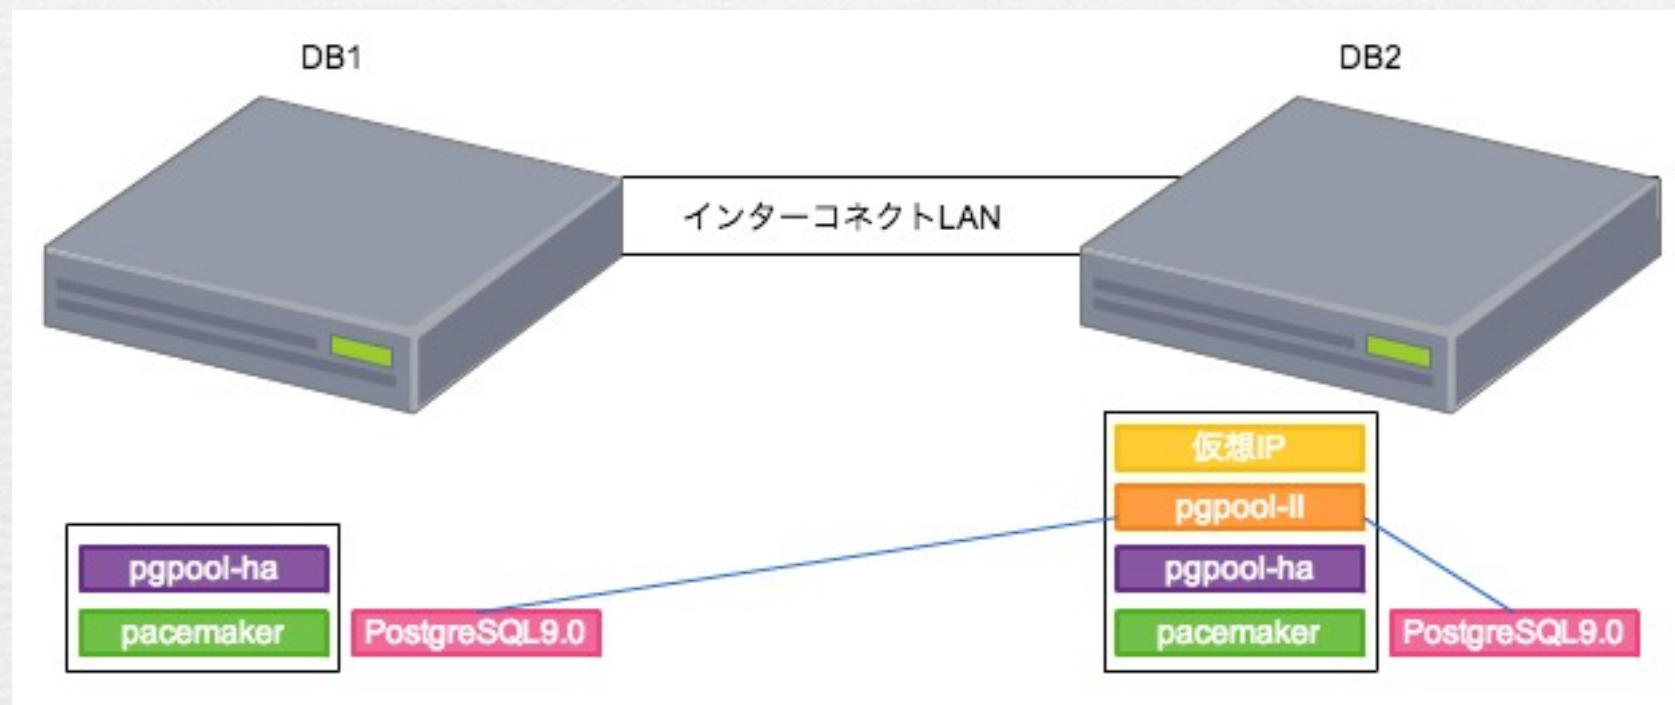 DB1
DB2
インターコネクトLAN
仮想IP
pgpool-II
pgpool-ha
pgpool-ha
pacemaker
PostgreSQL9.0
pacemaker
PostgreSQL9.0